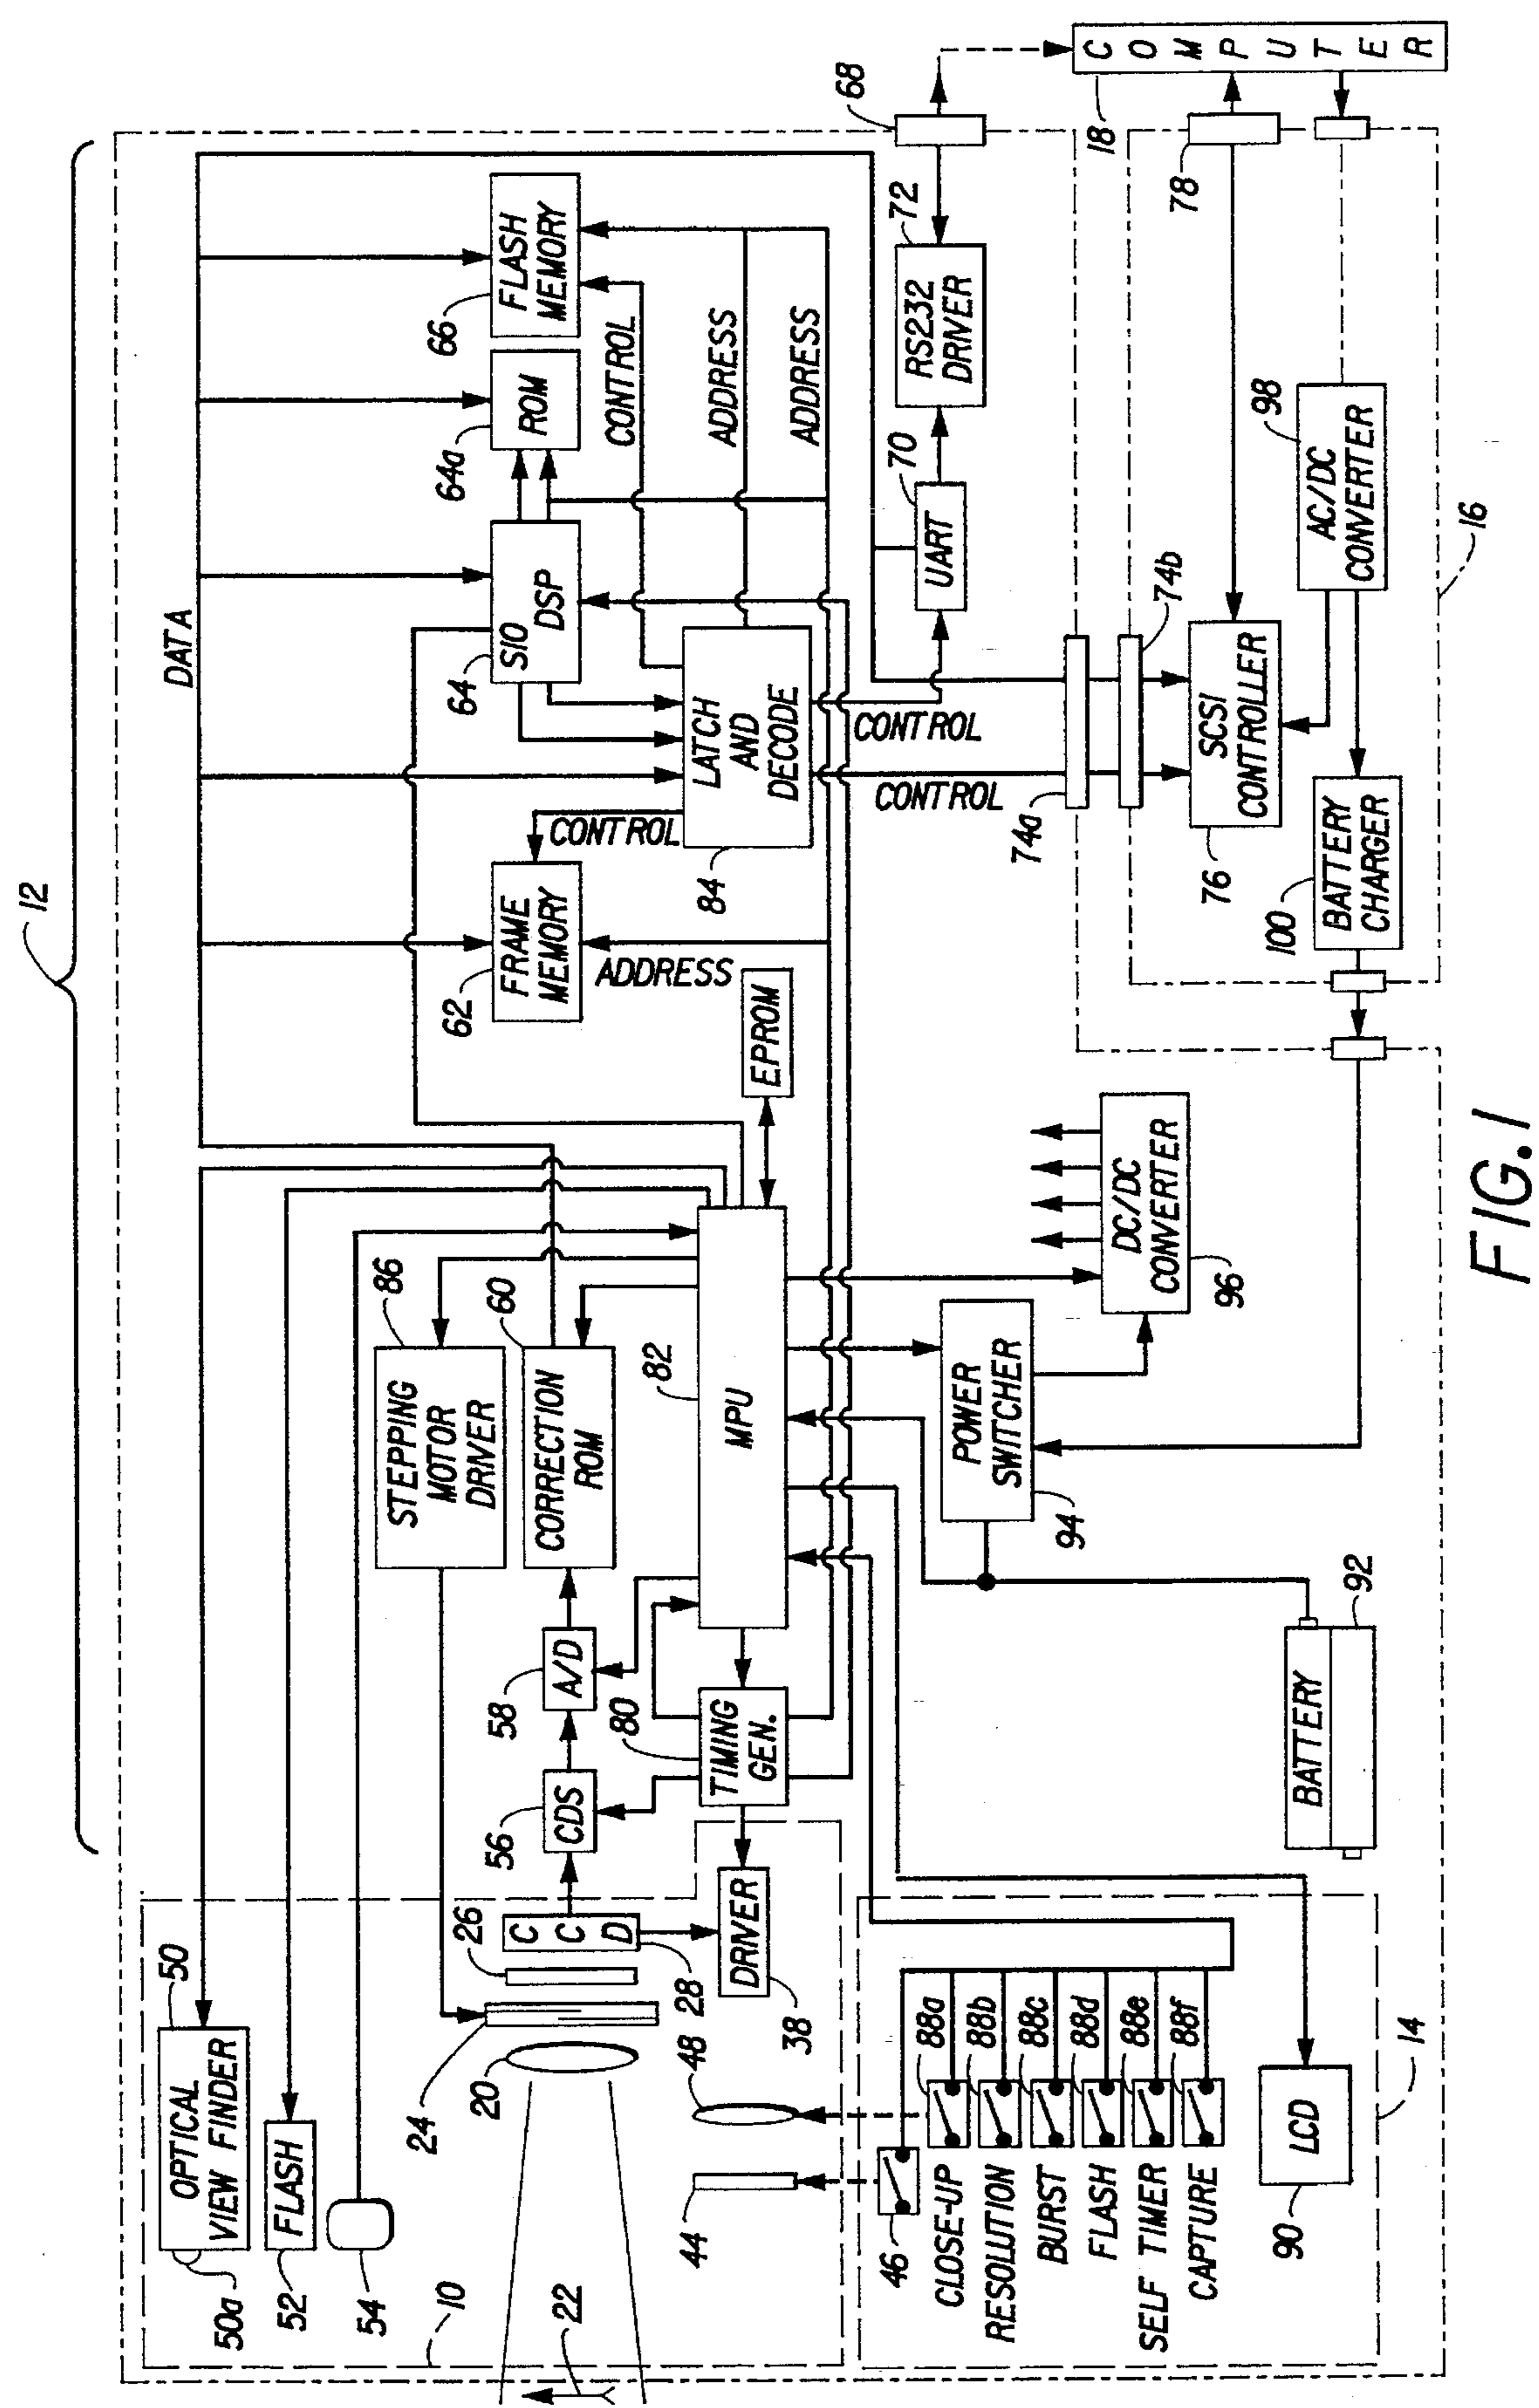 12
DATA
50
OPTICAL
VIEW FINDER
50a
FLASH
52
54
10
22
86
STEPPING
MOTOR
DRIVER
24
20
26
C C D
28
56
CDS
58
A/D
60
CORRECTION
ROM
80
TIMING
GEN.
DRIVER
38
82
MPU
EPROM
62
FRAME
MEMORY
CONTROL
ADDRESS
64
SIO
DSP
64a
ROM
66
FLASH
MEMORY
CONTROL
ADDRESS
ADDRESS
84
LATCH
AND
DECODE
CONTROL
CONTROL
70
UART
72
RS232
DRIVER
68
18
COMPUTER
74a
74b
78
76
SCSI
CONTROLLER
98
AC/DC
CONVERTER
100
BATTERY
CHARGER
16
48
44
46
88a
88b
88c
88d
88e
88f
CLOSE-UP
RESOLUTION
BURST
FLASH
SELF TIMER
CAPTURE
90
LCD
14
BATTERY
92
94
POWER
SWITCHER
96
DC/DC
CONVERTER
FIG. 1